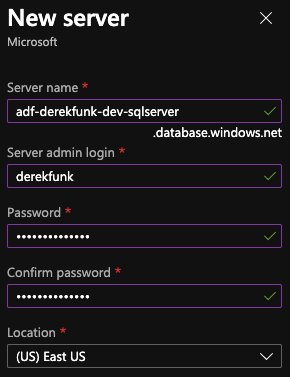 New server
Microsoft
Server name *
adf-derekfunk-dev-sqlserver
.database.windows.net
Server admin login *
derekfunk
Password *
••••••••••••••
Confirm password *
••••••••••••••
Location *
(US) East US